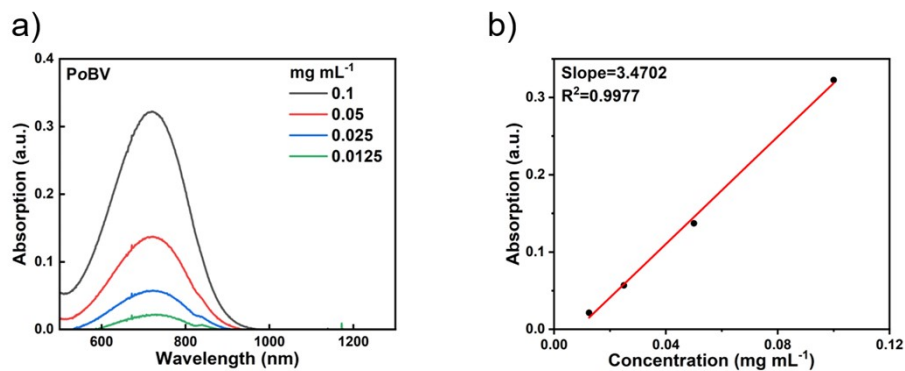 a)
PoBV
mg mL⁻¹
0.1
0.05
0.025
0.0125
0.4
0.3
0.2
0.1
0.0
Absorption (a.u.)
600 800 1000 1200
Wavelength (nm)
b)
Slope=3.4702
R²=0.9977
0.3
0.2
0.1
0.0
Absorption (a.u.)
0.00 0.04 0.08 0.12
Concentration (mg mL⁻¹)